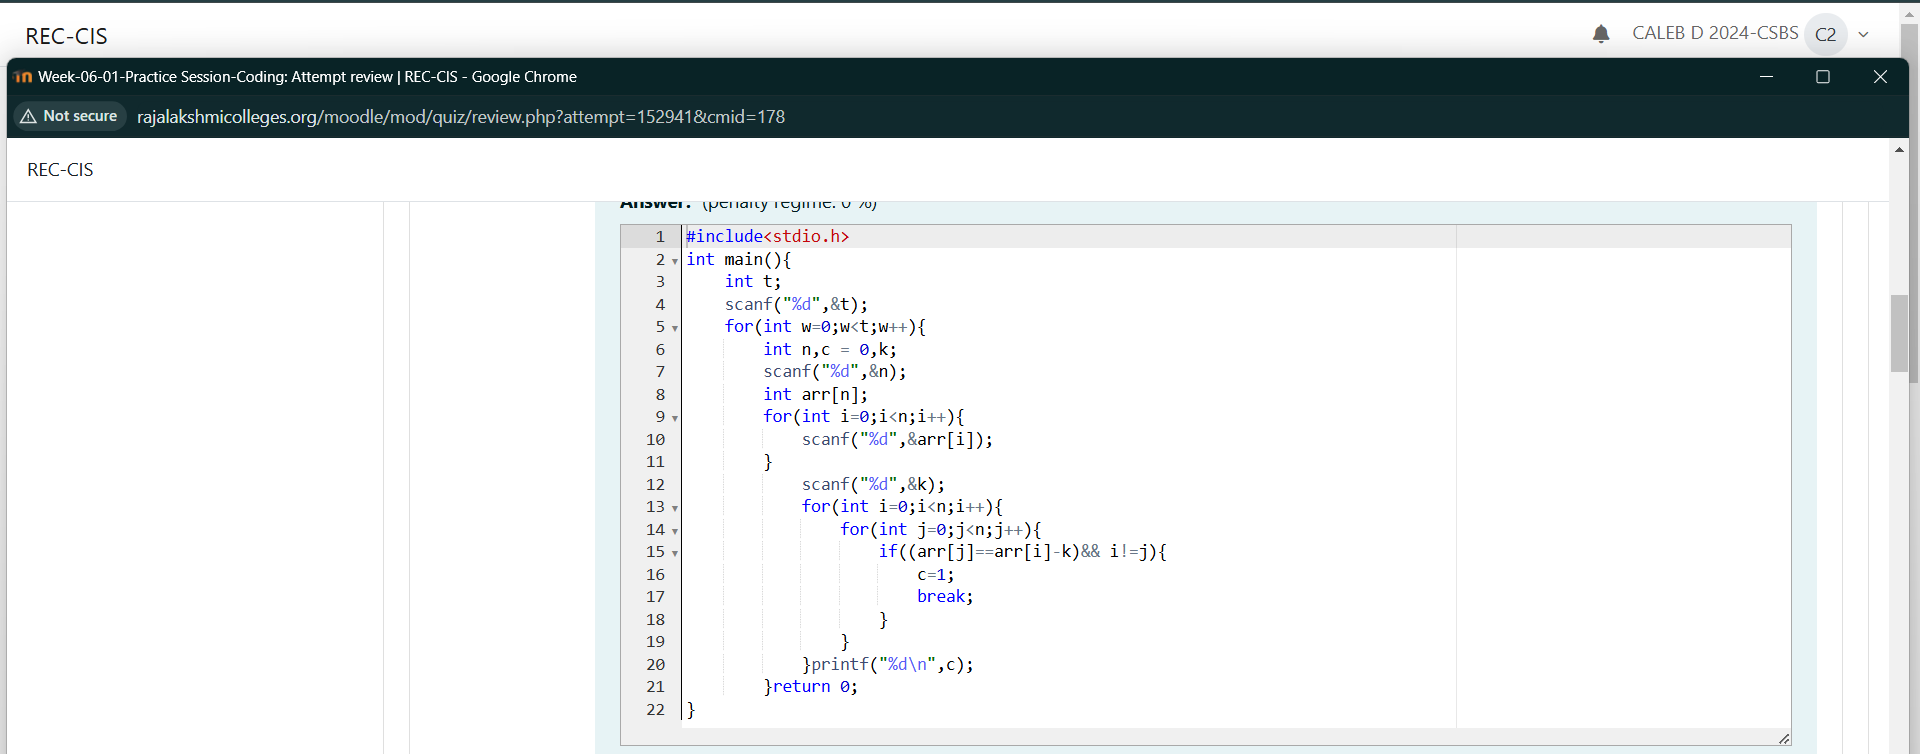 REC-CIS
CALEB D 2024-CSBS C2
Week-06-01-Practice Session-Coding: Attempt review | REC-CIS - Google Chrome
Not secure rajalakshmicolleges.org/moodle/mod/quiz/review.php?attempt=152941&cmid=178
REC-CIS
Answer: (penalty regime: 0 %)
1 #include<stdio.h>
2 int main(){
3 int t;
4 scanf("%d",&t);
5 for(int w=0;w<t;w++){
6 int n,c = 0,k;
7 scanf("%d",&n);
8 int arr[n];
9 for(int i=0;i<n;i++){
10 scanf("%d",&arr[i]);
11 }
12 scanf("%d",&k);
13 for(int i=0;i<n;i++){
14 for(int j=0;j<n;j++){
15 if((arr[j]==arr[i]-k)&& i!=j){
16 c=1;
17 break;
18 }
19 }
20 }printf("%d\n",c);
21 }return 0;
22 }